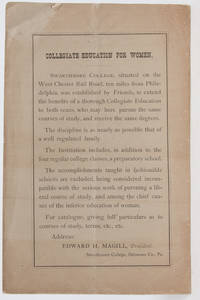 COLLEGIATE EDUCATION FOR WOMEN.
SWARTHMORE COLLEGE, situated on the
West Chester Rail Road, ten miles from Phila-
delphia, was established by Friends, to extend
the benefits of a thorough Collegiate Education
to both sexes, who may here pursue the same
courses of study, and receive the same degrees.
The discipline is as nearly as possible that of
a well regulated family.
The Institution includes, in addition to the
four regular college classes, a preparatory school.
The accomplishments taught in fashionable
schools are excluded, being considered incom-
patible with the serious work of pursuing a lib-
eral course of study, and among the chief cau-
ses of the inferior education of woman.
For catalogue, giving full particulars as to
courses of study, terms, etc., etc.
Address:
EDWARD H. MAGILL, President,
Swarthmore College, Delaware Co., Pa.